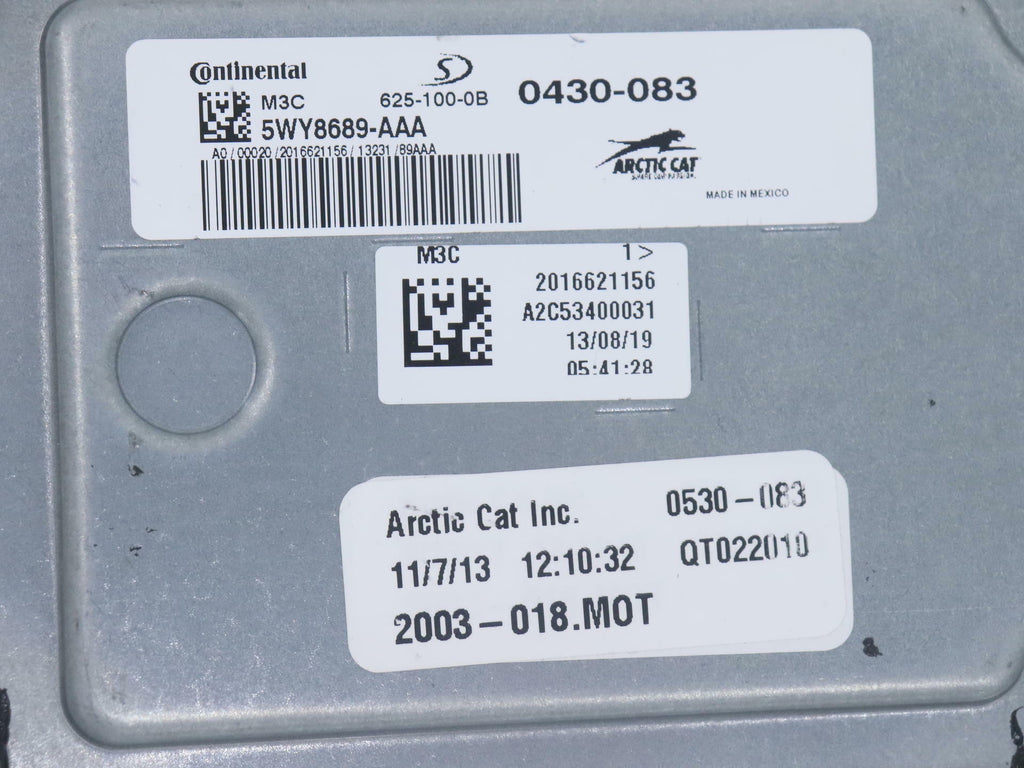 Continental
M3C 625-100-0B 0430-083
5WY8689-AAA
A0/00020/2016621156/13231/89AAA
ARCTIC CAT
MADE IN MEXICO
M3C 1>
2016621156
A2C53400031
13/08/19
05:41:28
Arctic Cat Inc. 0530-083
11/7/13 12:10:32 QT022010
2003-018.MOT